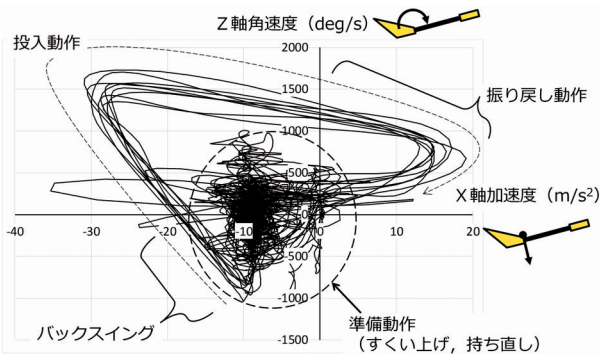 Z軸角速度（deg/s）
投入動作
2000
1500
振り戻し動作
1000
500
X軸加速度（m/s²）
0
-40
-30
-20
-10
0
10
20
-500
-1000
バックスイング
準備動作
（すくい上げ，持ち直し）
-1500